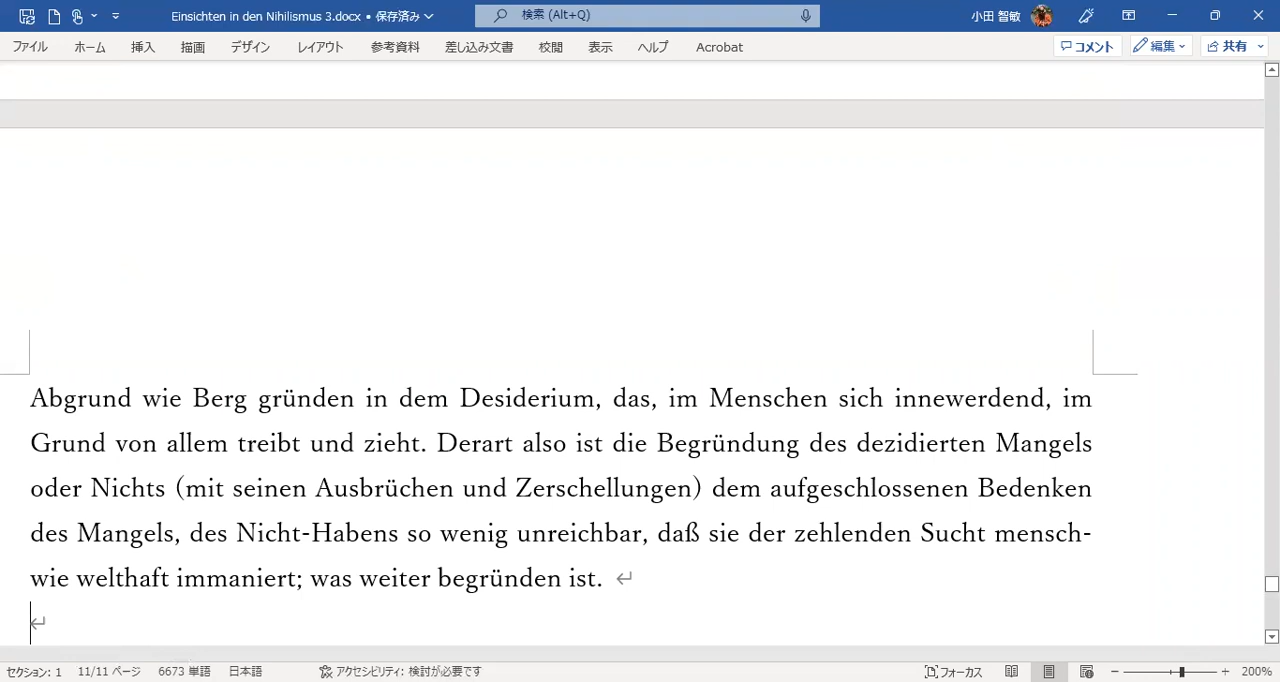 Einsichten in den Nihilismus 3.docx • 保存済み
検索 (Alt+Q)
小田 智敏
ファイル ホーム 挿入 描画 デザイン レイアウト 参考資料 差し込み文書 校閲 表示 ヘルプ Acrobat
コメント 編集 共有
Abgrund wie Berg gründen in dem Desiderium, das, im Menschen sich innewerdend, im
Grund von allem treibt und zieht. Derart also ist die Begründung des dezidierten Mangels
oder Nichts (mit seinen Ausbrüchen und Zerschellungen) dem aufgeschlossenen Bedenken
des Mangels, des Nicht-Habens so wenig unreichbar, daß sie der zehlenden Sucht mensch-
wie welthaft immaniert; was weiter begründen ist. ↵
↵
セクション: 1 11/11 ページ 6673 単語 日本語 アクセシビリティ: 検討が必要です フォーカス 200%